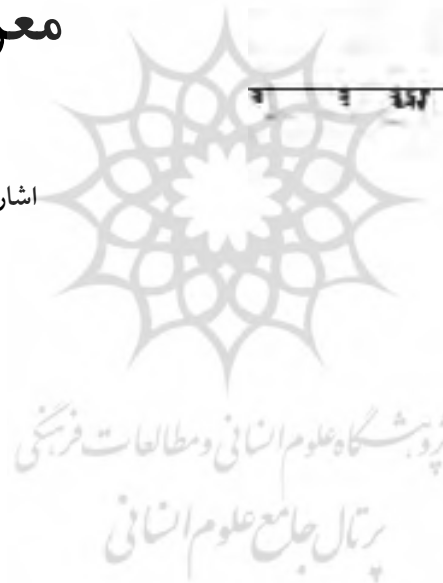 معر
اشار
پژوهشگاه علوم انسانی و مطالعات فرهنگی
پرتال جامع علوم انسانی